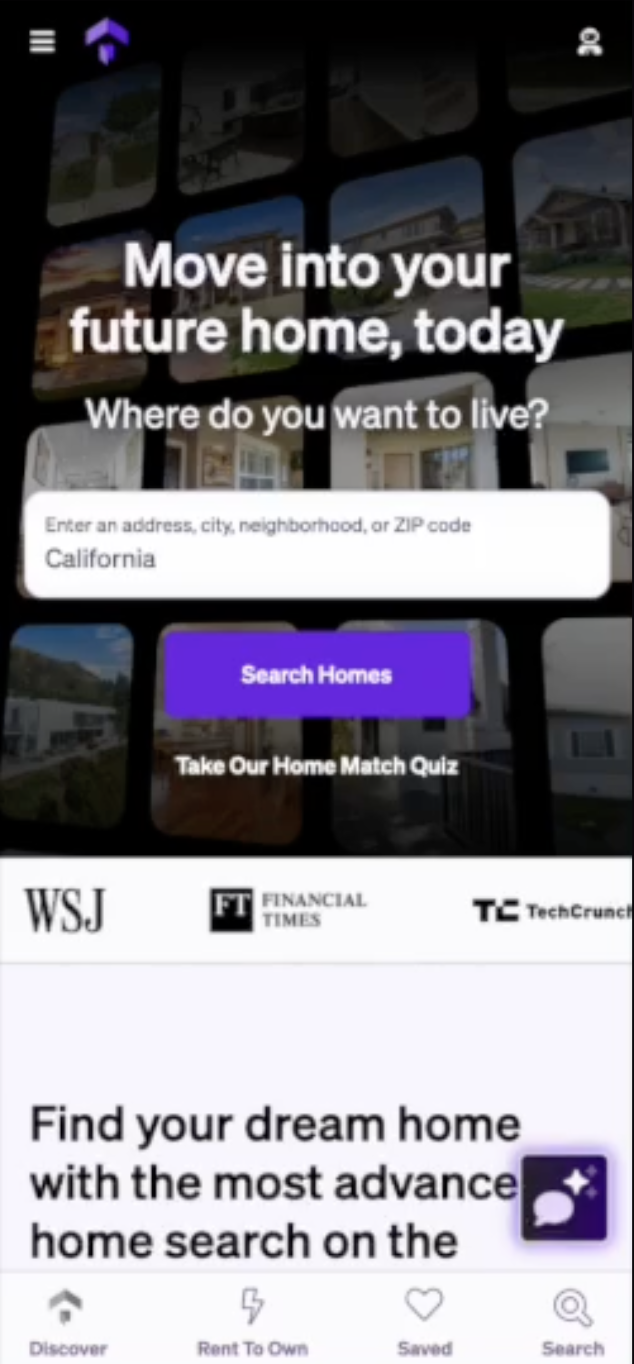 Move into your
future home, today
Where do you want to live?
Enter an address, city, neighborhood, or ZIP code
California
Search Homes
Take Our Home Match Quiz
WSJ
FT FINANCIAL
TIMES
TC TechCrunch
Find your dream home
with the most advance
home search on the
Discover
Rent To Own
Saved
Search